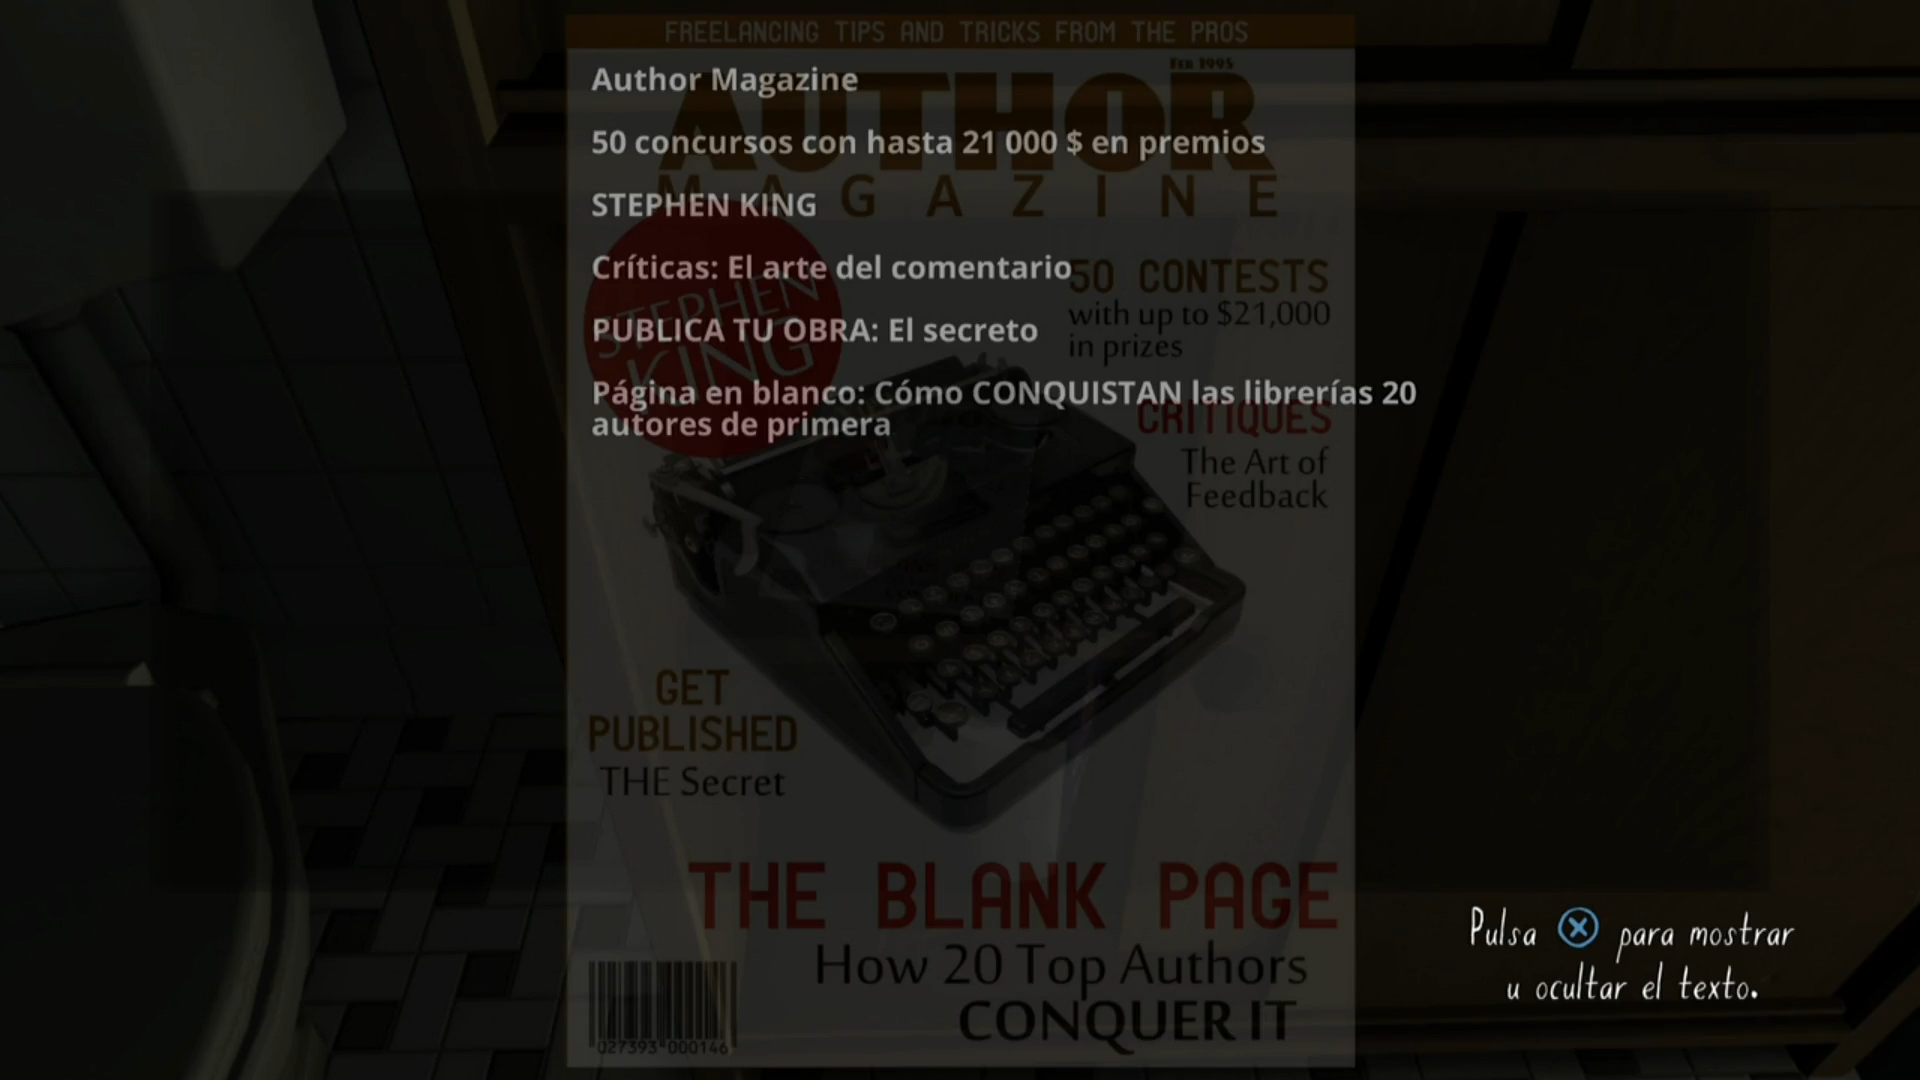 FREELANCING TIPS AND TRICKS FROM THE PROS
FEB 1995
AUTHOR
MAGAZINE
Author Magazine
50 concursos con hasta 21 000 $ en premios
STEPHEN KING
Críticas: El arte del comentario
PUBLICA TU OBRA: El secreto
Página en blanco: Cómo CONQUISTAN las librerías 20
autores de primera
STEPHEN
KING
50 CONTESTS
with up to $21,000
in prizes
CRITIQUES
The Art of
Feedback
GET
PUBLISHED
THE Secret
THE BLANK PAGE
How 20 Top Authors
CONQUER IT
027393 000146
Pulsa ⓧ para mostrar
u ocultar el texto.